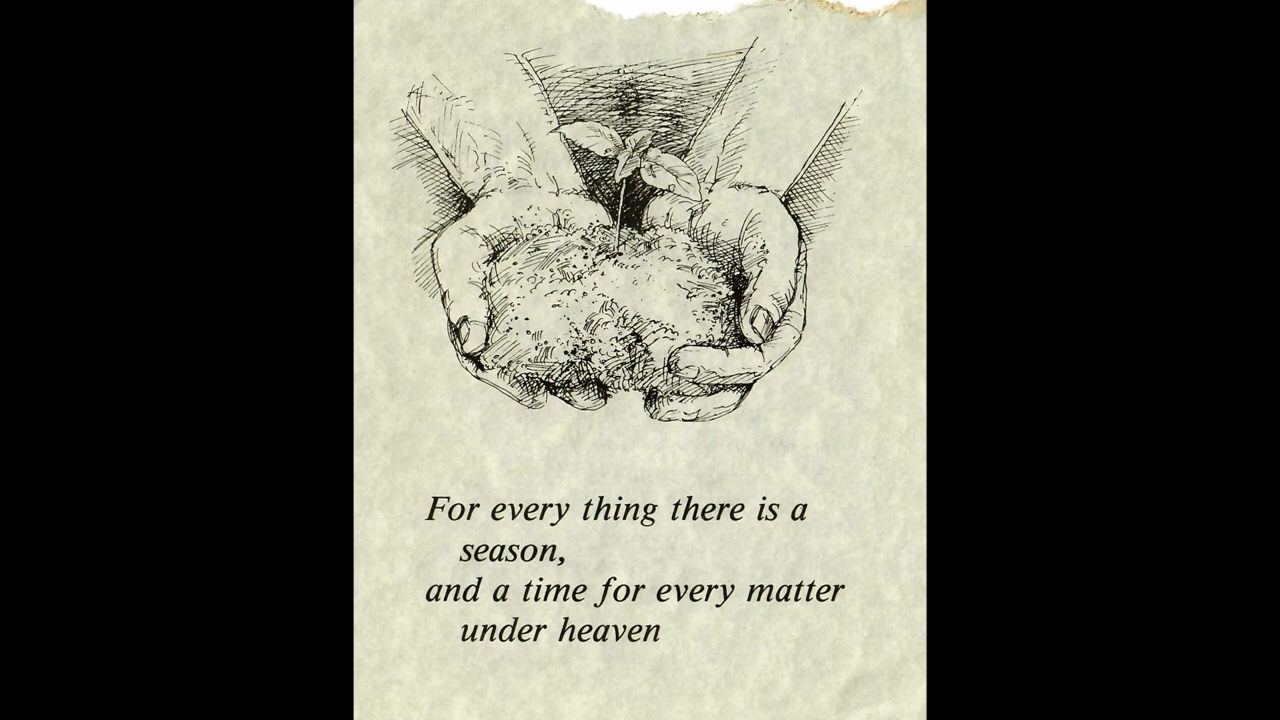 For every thing there is a
season,
and a time for every matter
under heaven